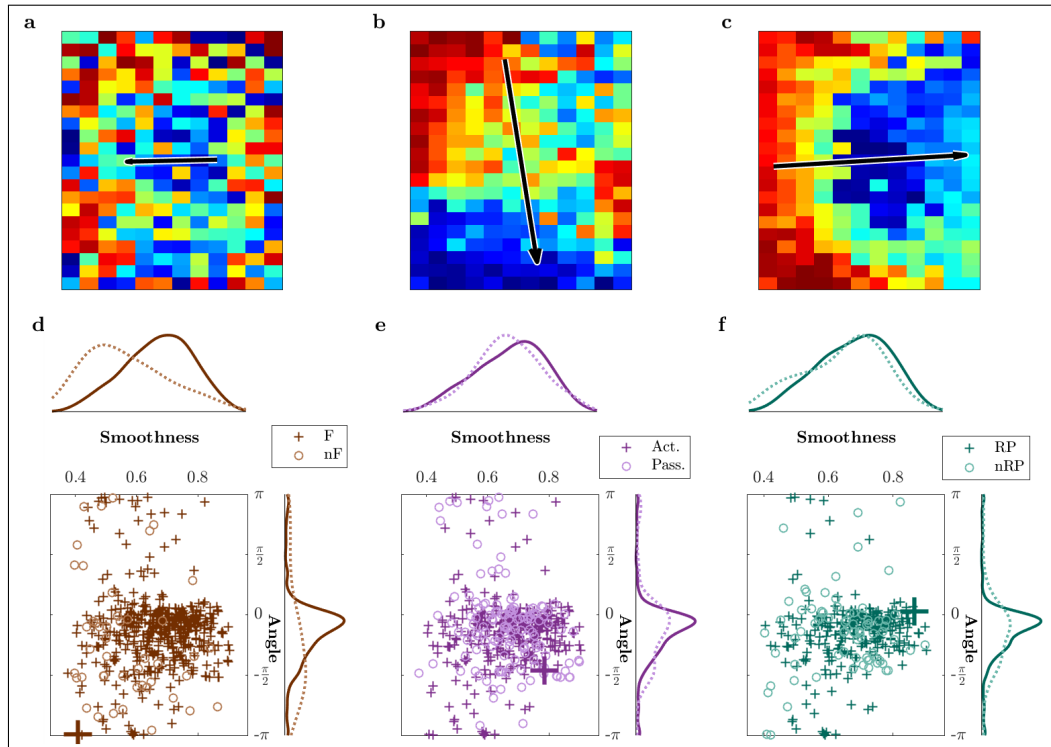 a
b
c
d
e
f
Smoothness
F
nF
0.4 0.6 0.8
π
π/2
0
-π/2
-π
Angle
Smoothness
Act.
Pass.
0.4 0.6 0.8
π
π/2
0
-π/2
-π
Angle
Smoothness
RP
nRP
0.4 0.6 0.8
π
π/2
0
-π/2
-π
Angle